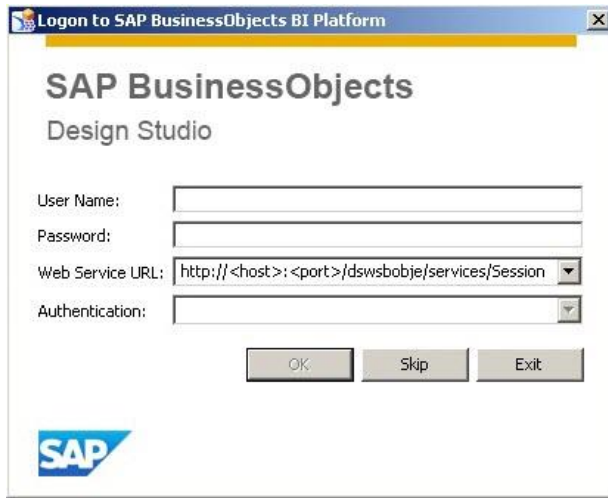 Logon to SAP BusinessObjects BI Platform
SAP BusinessObjects
Design Studio
User Name:
Password:
Web Service URL: http://<host>:<port>/dswsbobje/services/Session
Authentication:
OK Skip Exit
SAP